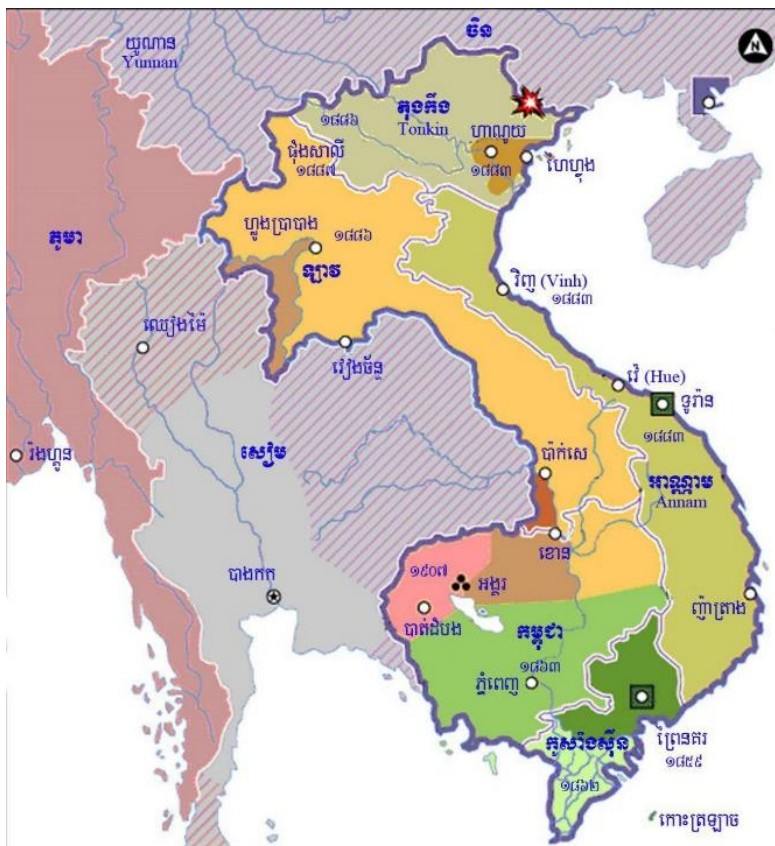 ចិន
N
យូណាន
Yunnan
តុងកឹង
Tonkin
១៨៨៦
ហាណូយ
១៨៨៣
ហៃហ្វុង
ផុំងសាលី
១៨៨៧
ហ្លួងប្រាបាង
១៨៨៦
ភូមា
ឡាវ
វិញ (Vinh)
១៨៨៣
ឈៀងម៉ៃ
វៀងច័ន្ទ
វ៉េ (Hue)
ទូរ៉ាន
១៨៨៣
សៀម
រ៉ងហ្គូន
ប៉ាក់សេ
អាណ្ណាម
Annam
ខោន
១៩០៧
អង្គរ
បាងកក
បាត់ដំបង
ញ៉ាត្រាង
កម្ពុជា
១៨៦៣
ភ្នំពេញ
ព្រៃនគរ
១៨៥៩
កូសាំងស៊ីន
១៨៦២
កោះត្រឡាច